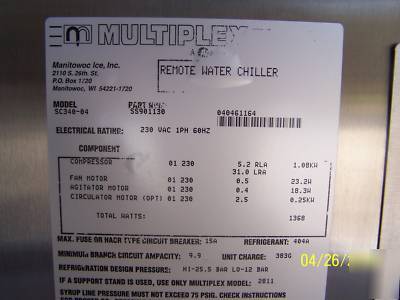 m MULTIPLEX
Manitowoc Ice, Inc.
2110 S. 26th St.
P.O. Box 1720
Manitowoc, WI. 54221-1720
REMOTE WATER CHILLER
MODEL
SC340-04 SS901130 040461164
ELECTRICAL RATING: 230 VAC 1PH 60HZ
COMPONENT
COMPRESSOR 01 230 5.2 RLA 1.08KW
31.0 LRA
FAN MOTOR 01 230 0.5 23.2W
AGITATOR MOTOR 01 230 0.4 18.3W
CIRCULATOR MOTOR (OPT) 01 230 2.5 0.25KW
TOTAL WATTS: 1368
MAX. FUSE OR HACR TYPE CIRCUIT BREAKER: 15A REFRIGERANT: 404A
MINIMUM BRANCH CIRCUIT AMPACITY: 9.9 UNIT CHARGE: 383G
REFRIGERATION DESIGN PRESSURE: HI-25.5 BAR LO-12 BAR
IF A SUPPORT STAND IS USED, USE ONLY MULTIPLEX MODEL: 2811
SYRUP LINE PRESSURE MUST NOT EXCEED 75 PSIG. CHECK INSTRUCTIONS
04/26/2